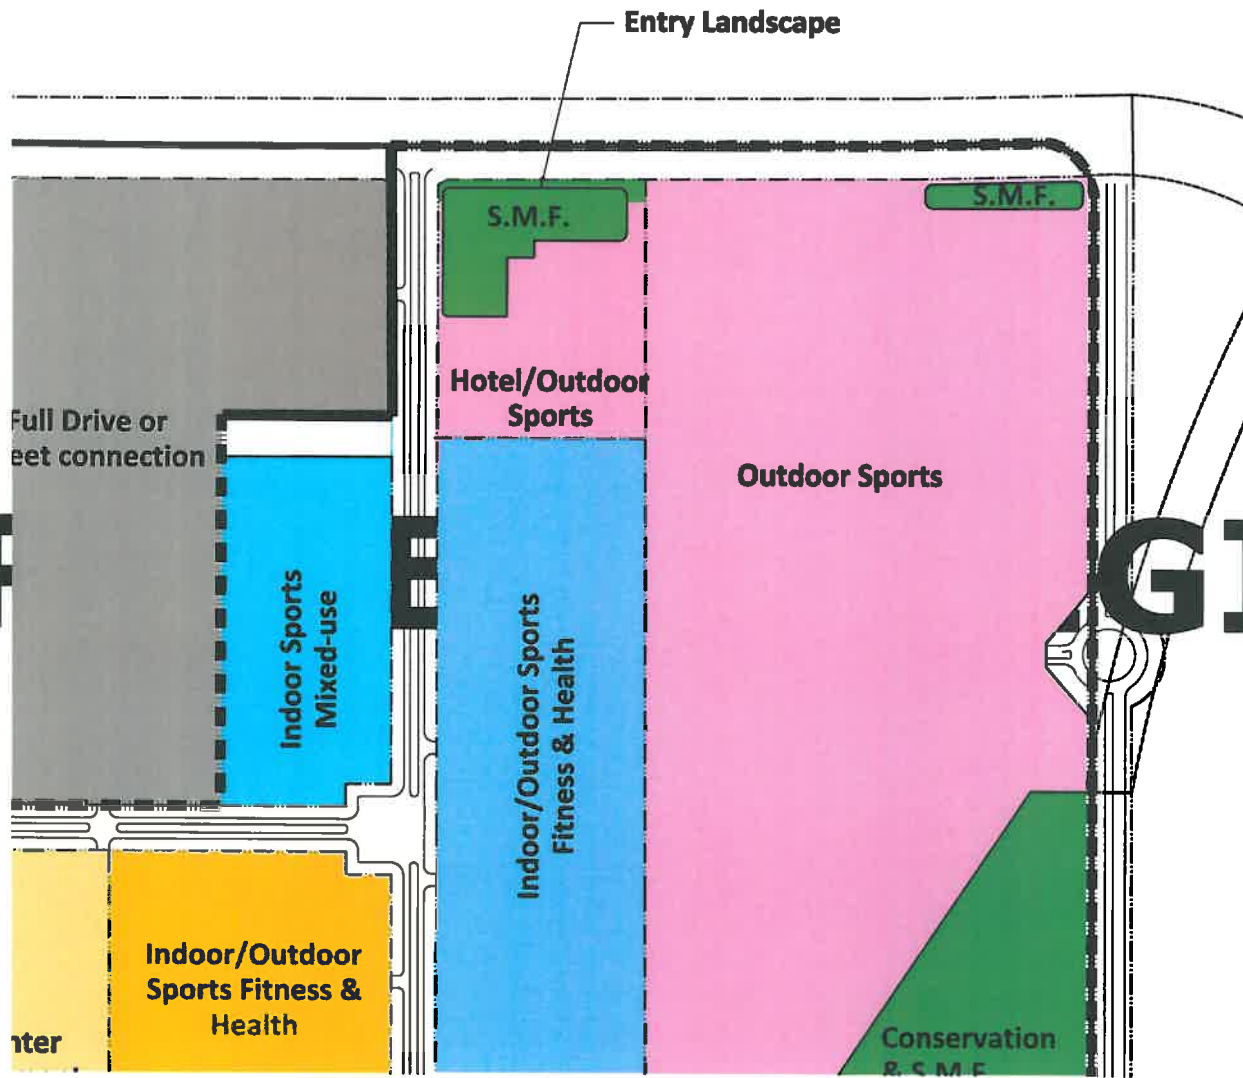 Entry Landscape
S.M.F.
S.M.F.
Hotel/Outdoor
Sports
Full Drive or
eet connection
Outdoor Sports
E
GI
Indoor Sports
Mixed-use
Indoor/Outdoor Sports
Fitness & Health
Indoor/Outdoor
Sports Fitness &
Health
nter
Conservation
& S.M.F.